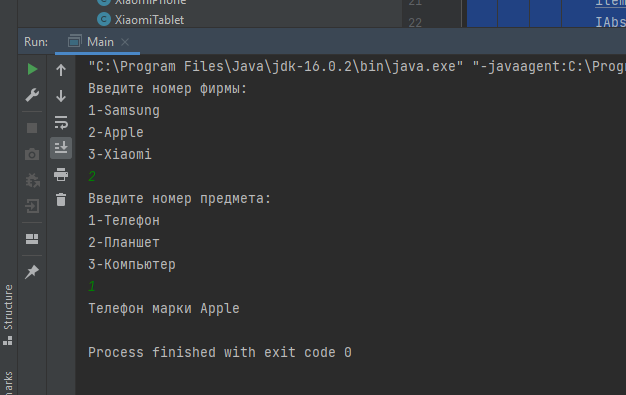 XiaomiPhone
XiaomiTablet
21
22
Item
IAbs
Run:
Main
"C:\Program Files\Java\jdk-16.0.2\bin\java.exe" "-javaagent:C:\Prog
Введите номер фирмы:
1-Samsung
2-Apple
3-Xiaomi
2
Введите номер предмета:
1-Телефон
2-Планшет
3-Компьютер
1
Телефон марки Apple
Process finished with exit code 0
Structure